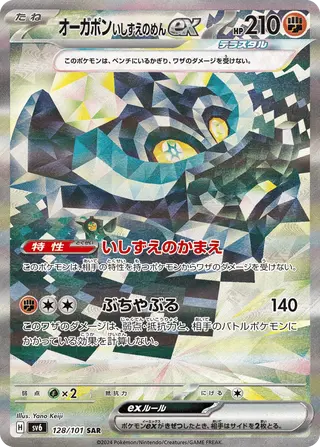 たね
オーガポン いしずえのめんex HP210
テラスタル
このポケモンは、ベンチにいるかぎり、ワザのダメージを受けない。
特性 いしずえのかまえ
このポケモンは、相手の特性を持つポケモンからワザのダメージを受けない。
ぶちやぶる 140
このワザのダメージは、弱点・抵抗力と、相手のバトルポケモンに
かかっている効果を計算しない。
弱点 ×2 抵抗力 にげる
Illus. Yano Keiji
H SV6 128/101 SAR
exルール
ポケモンexがきぜつしたとき、相手はサイドを2枚とる。
©2024 Pokémon/Nintendo/Creatures/GAME FREAK.